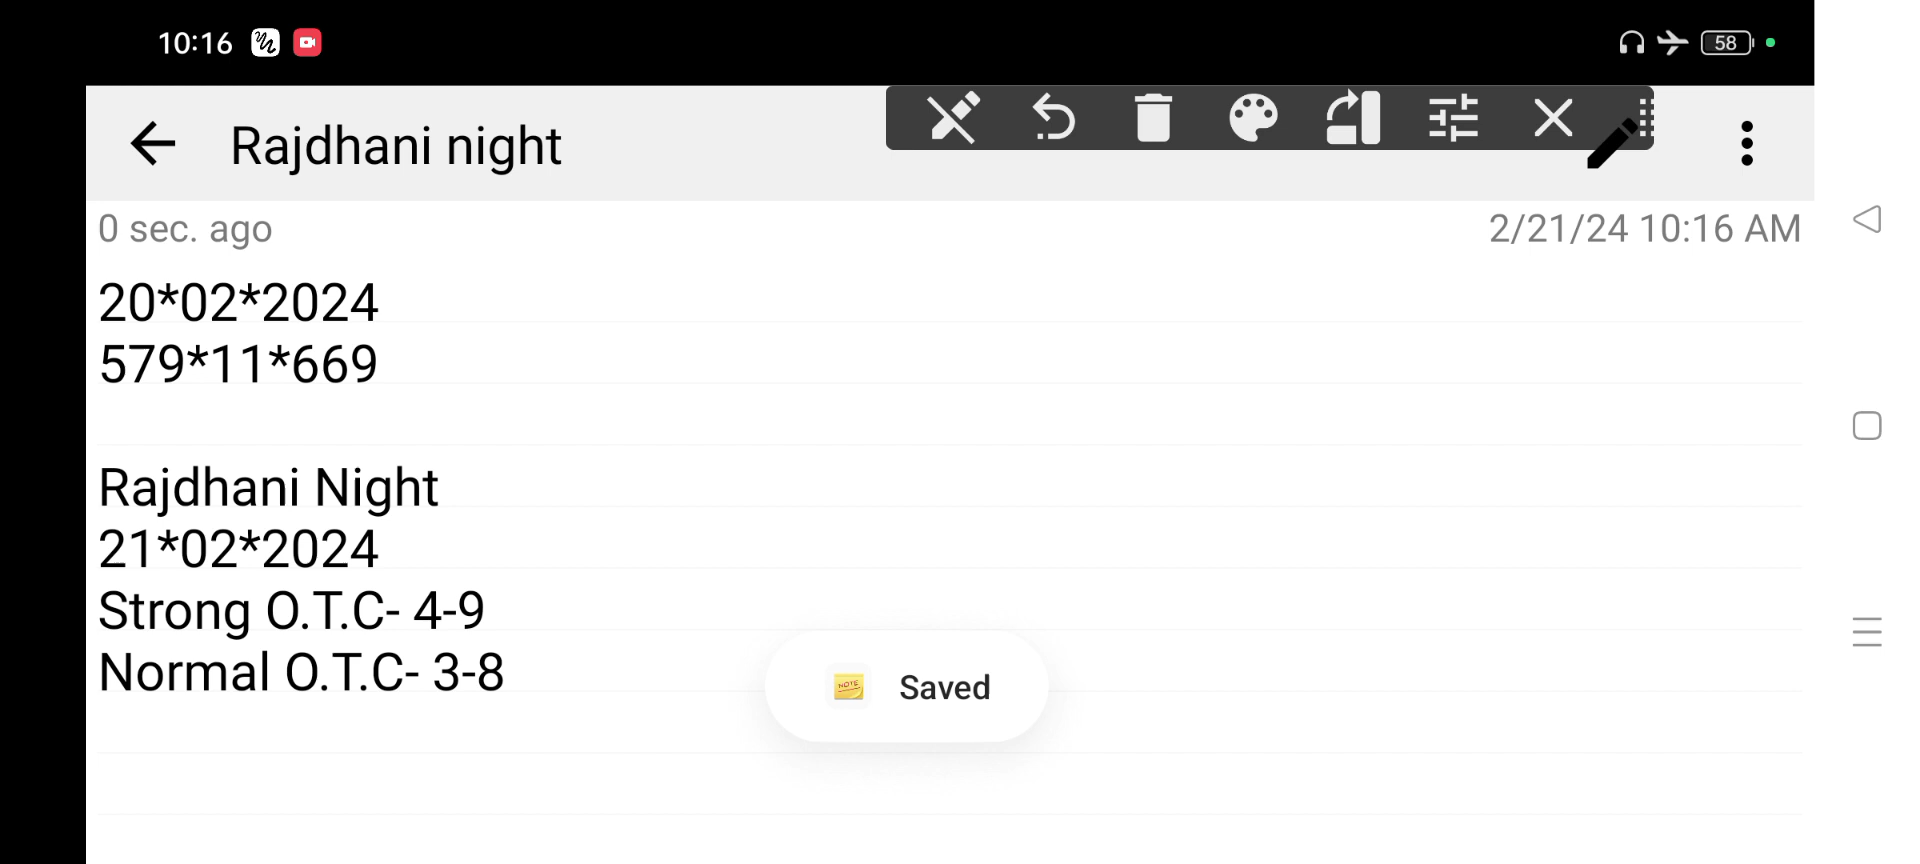 10:16
58
Rajdhani night
0 sec. ago
2/21/24 10:16 AM
20*02*2024
579*11*669
Rajdhani Night
21*02*2024
Strong O.T.C- 4-9
Normal O.T.C- 3-8
NOTE
Saved